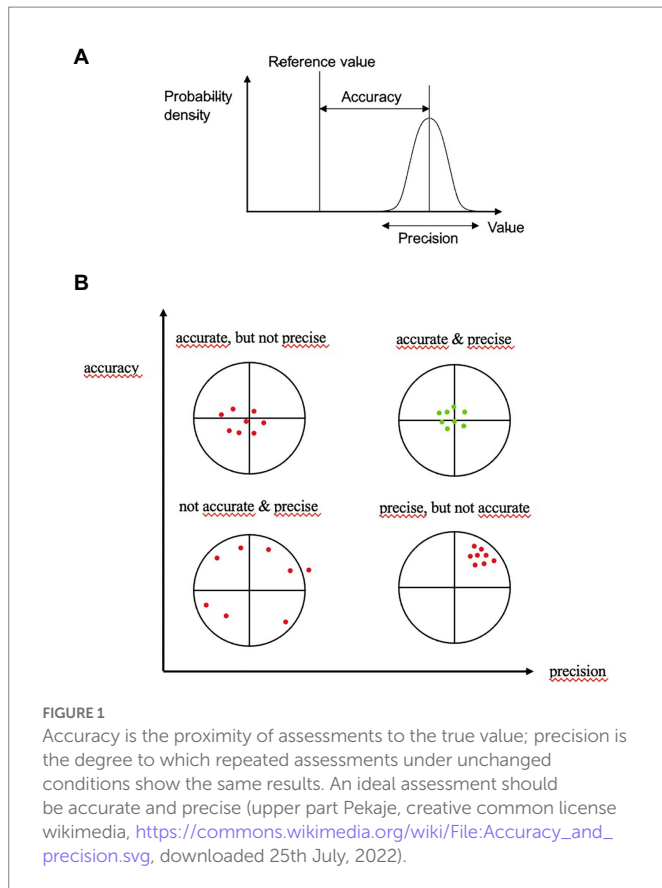 A
Reference value
Probability
density
Accuracy
Value
Precision
B
accurate, but not precise
accurate & precise
accuracy
not accurate & precise
precise, but not accurate
precision
FIGURE 1
Accuracy is the proximity of assessments to the true value; precision is
the degree to which repeated assessments under unchanged
conditions show the same results. An ideal assessment should
be accurate and precise (upper part Pekaje, creative common license
wikimedia, https://commons.wikimedia.org/wiki/File:Accuracy_and_
precision.svg, downloaded 25th July, 2022).